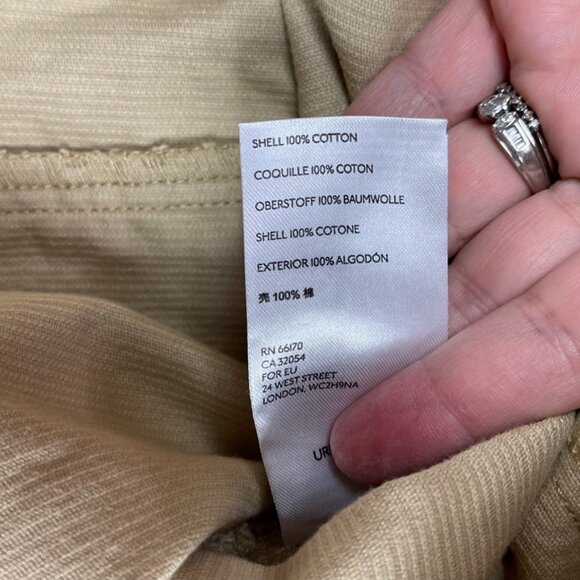 SHELL 100% COTTON
COQUILLE 100% COTON
OBERSTOFF 100% BAUMWOLLE
SHELL 100% COTONE
EXTERIOR 100% ALGODÓN
売 100% 棉
RN 66170
CA 32054
FOR EU
24 WEST STREET
LONDON, WC2H9NA